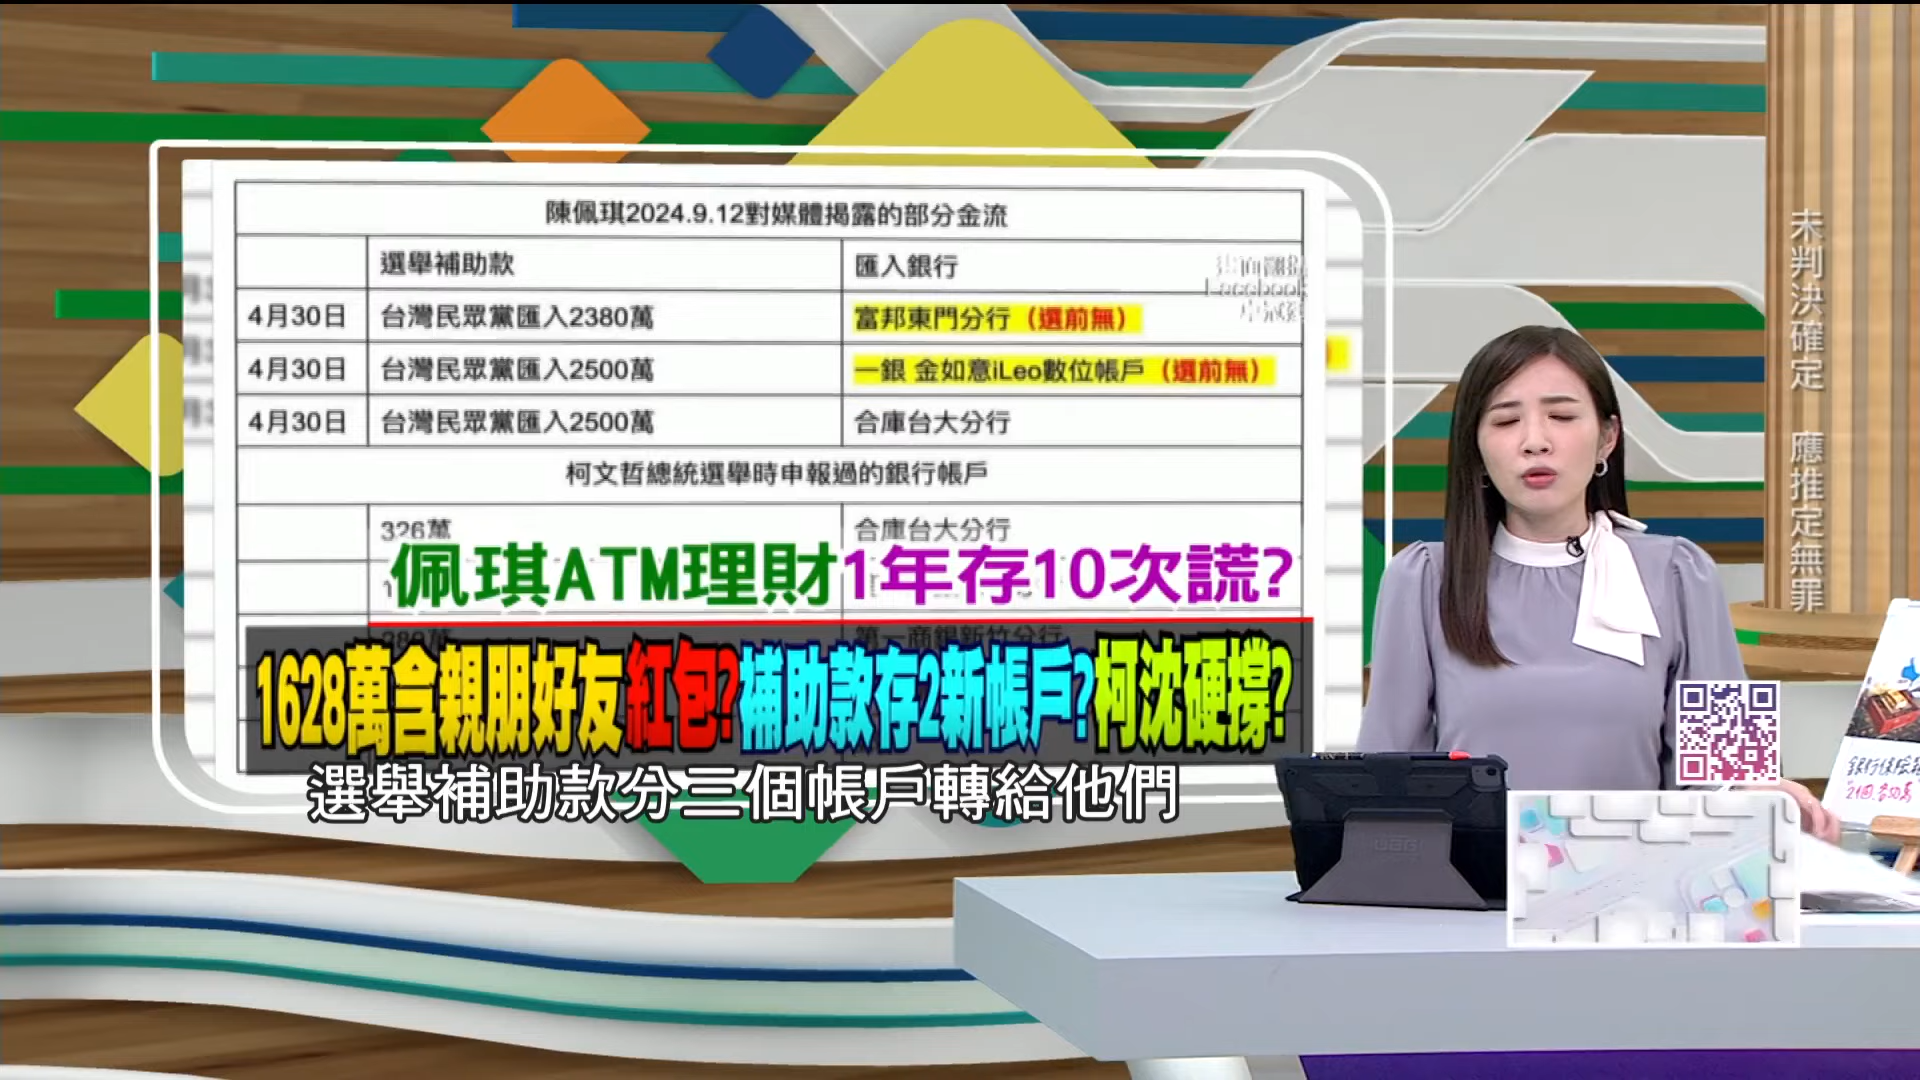 陳佩琪2024.9.12對媒體揭露的部分金流
選舉補助款
匯入銀行
4月30日
台灣民眾黨匯入2380萬
富邦東門分行（選前無）
4月30日
台灣民眾黨匯入2500萬
一銀 金如意iLeo數位帳戶（選前無）
4月30日
台灣民眾黨匯入2500萬
合庫台大分行
柯文哲總統選舉時申報過的銀行帳戶
326萬
合庫台大分行
佩琪ATM理財1年存10次謊?
第一商銀新竹分行
1628萬含親朋好友紅包?補助款存2新帳戶?柯沈硬撐?
選舉補助款分三個帳戶轉給他們
未判決確定 應推定無罪
UAG